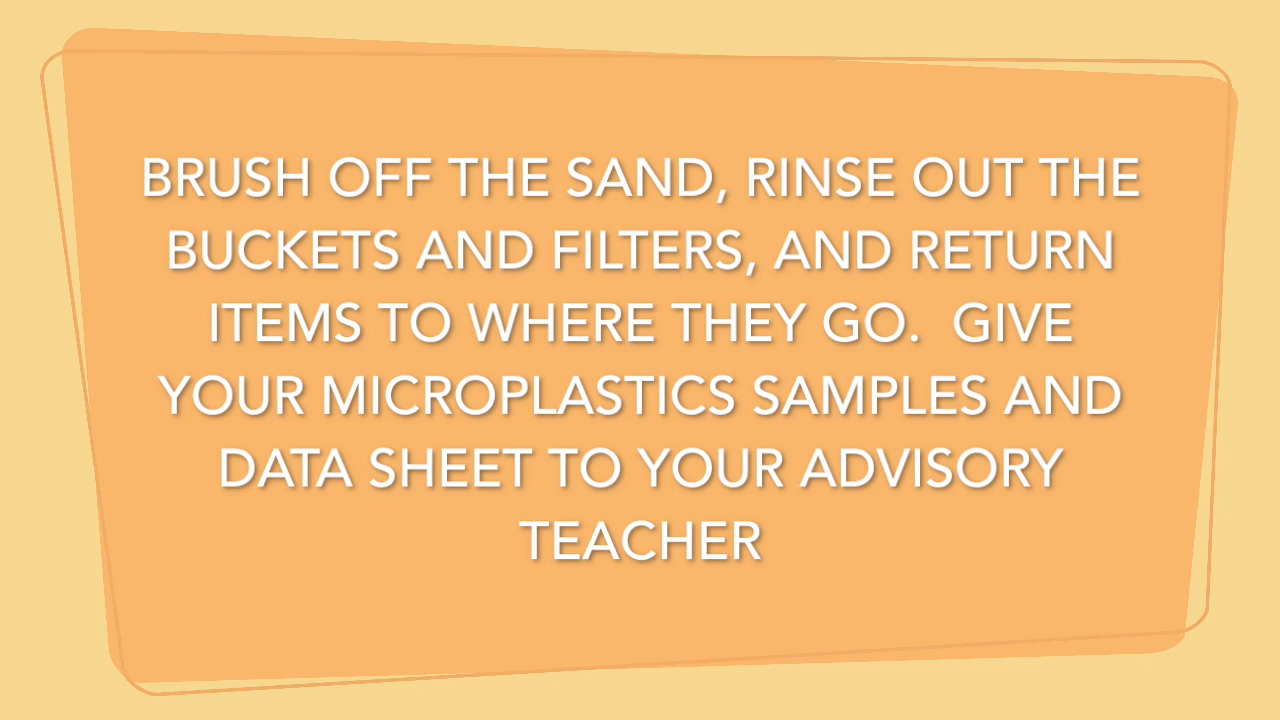 BRUSH OFF THE SAND, RINSE OUT THE
BUCKETS AND FILTERS, AND RETURN
ITEMS TO WHERE THEY GO.  GIVE
YOUR MICROPLASTICS SAMPLES AND
DATA SHEET TO YOUR ADVISORY
TEACHER